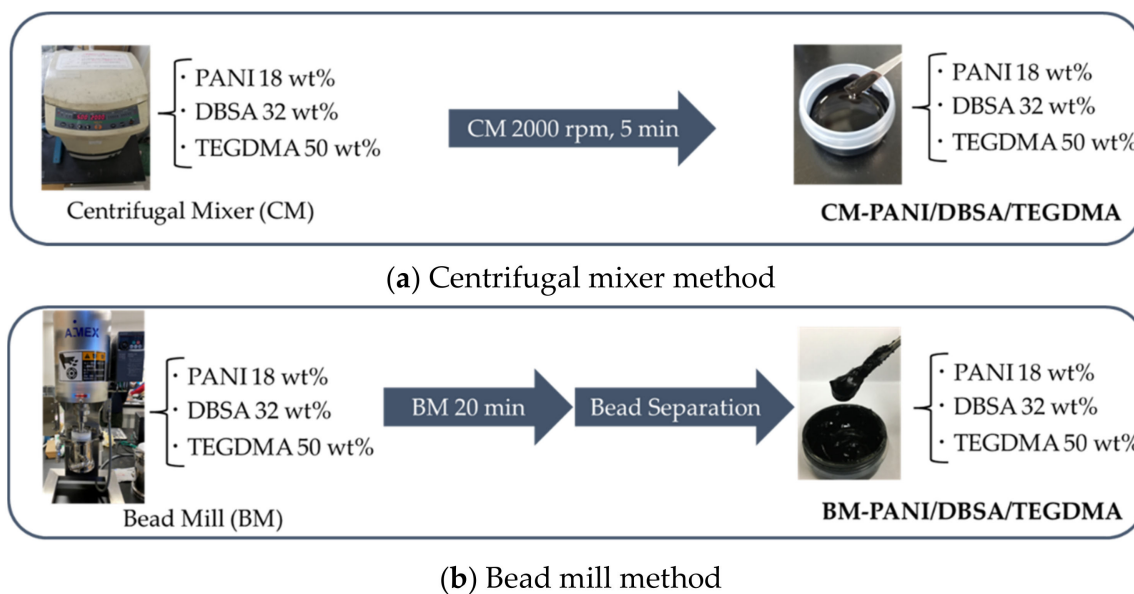 · PANI 18 wt%
· DBSA 32 wt%
· TEGDMA 50 wt%
Centrifugal Mixer (CM)
CM 2000 rpm, 5 min
· PANI 18 wt%
· DBSA 32 wt%
· TEGDMA 50 wt%
CM-PANI/DBSA/TEGDMA
(a) Centrifugal mixer method
· PANI 18 wt%
· DBSA 32 wt%
· TEGDMA 50 wt%
Bead Mill (BM)
BM 20 min
Bead Separation
· PANI 18 wt%
· DBSA 32 wt%
· TEGDMA 50 wt%
BM-PANI/DBSA/TEGDMA
(b) Bead mill method